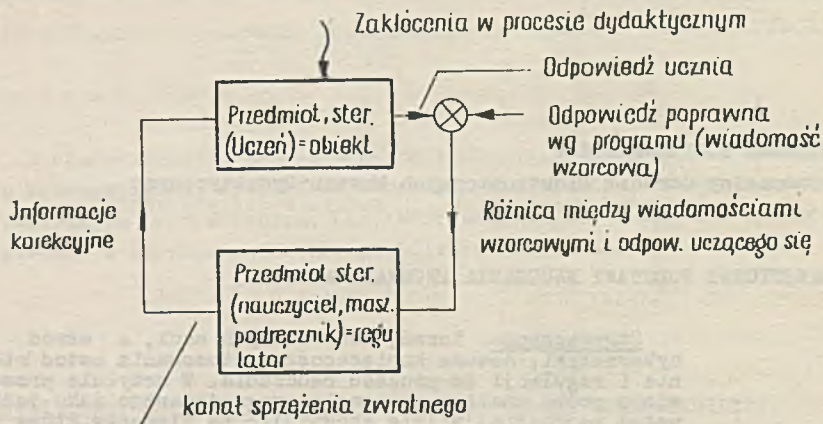 Zakłócenia w procesie dydaktycznym
Odpowiedź ucznia
Przedmiot, ster.
(Uczeń)=obiekt
Odpowiedź poprawna
wg programu (wiadomość
wzorcowa)
Jnformacje
korekcyjne
Różnica między wiadomościami
wzorcowymi i odpow. uczącego się
Przedmiot ster.
(nauczyciel, masz.
podręcznik)=regu
lator
kanał sprzężenia zwrotnego